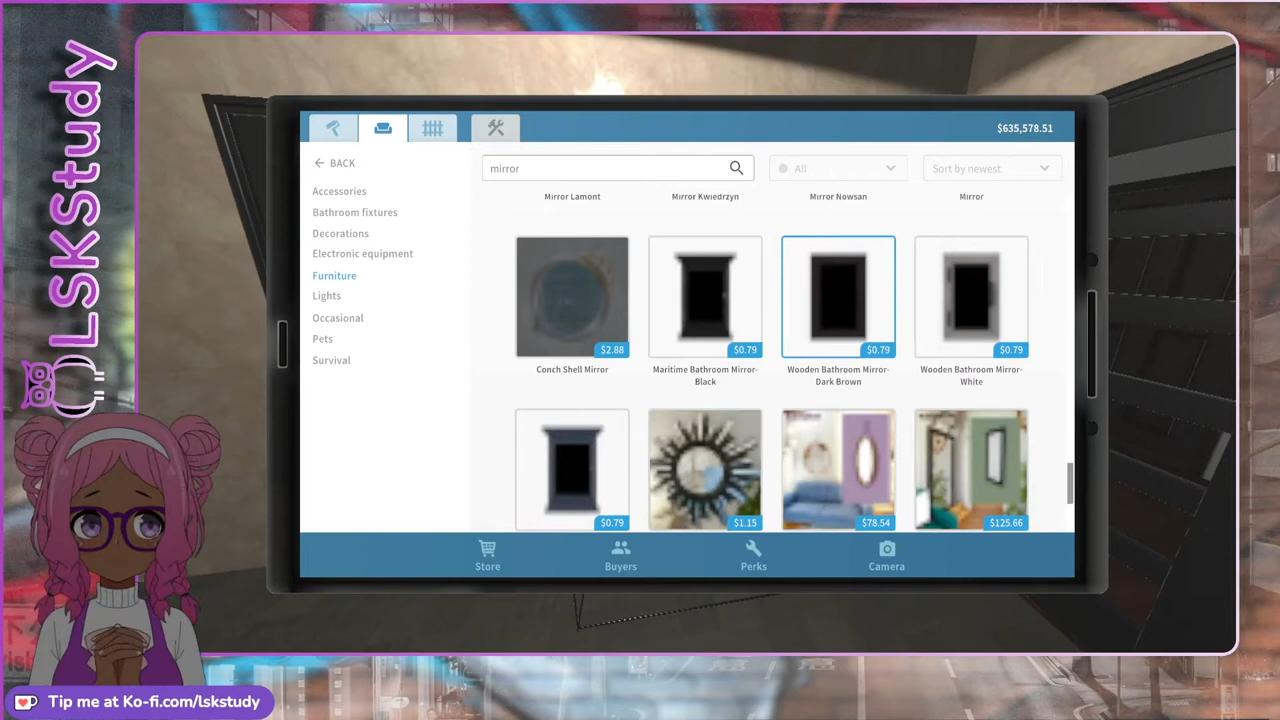 LSKStudy
$635,578.51
BACK
mirror
All
Sort by newest
Accessories
Bathroom fixtures
Decorations
Electronic equipment
Furniture
Lights
Occasional
Pets
Survival
Mirror Lamont
Mirror Kwiedrzyn
Mirror Nowsan
Mirror
$2.88
$0.79
$0.79
$0.79
Conch Shell Mirror
Maritime Bathroom Mirror-
Black
Wooden Bathroom Mirror-
Dark Brown
Wooden Bathroom Mirror-
White
$0.79
$1.15
$78.54
$125.66
Store
Buyers
Perks
Camera
Tip me at Ko-fi.com/lskstudy